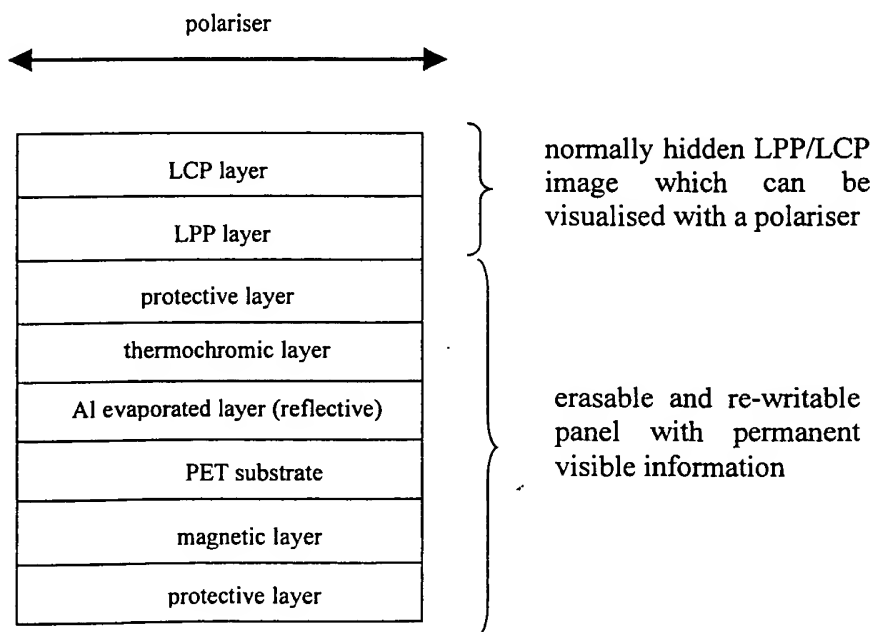 polariser
LCP layer
LPP layer
protective layer
thermochromic layer
Al evaporated layer (reflective)
PET substrate
magnetic layer
protective layer
normally hidden LPP/LCP
image which can be
visualised with a polariser
erasable and re-writable
panel with permanent
visible information